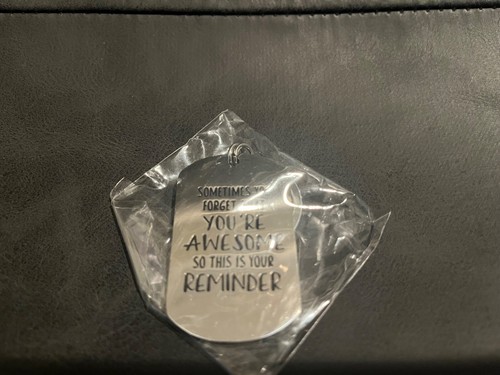 SOMETIMES
FORGET
YOU'RE
AWESOME
SO THIS IS YOUR
REMINDER